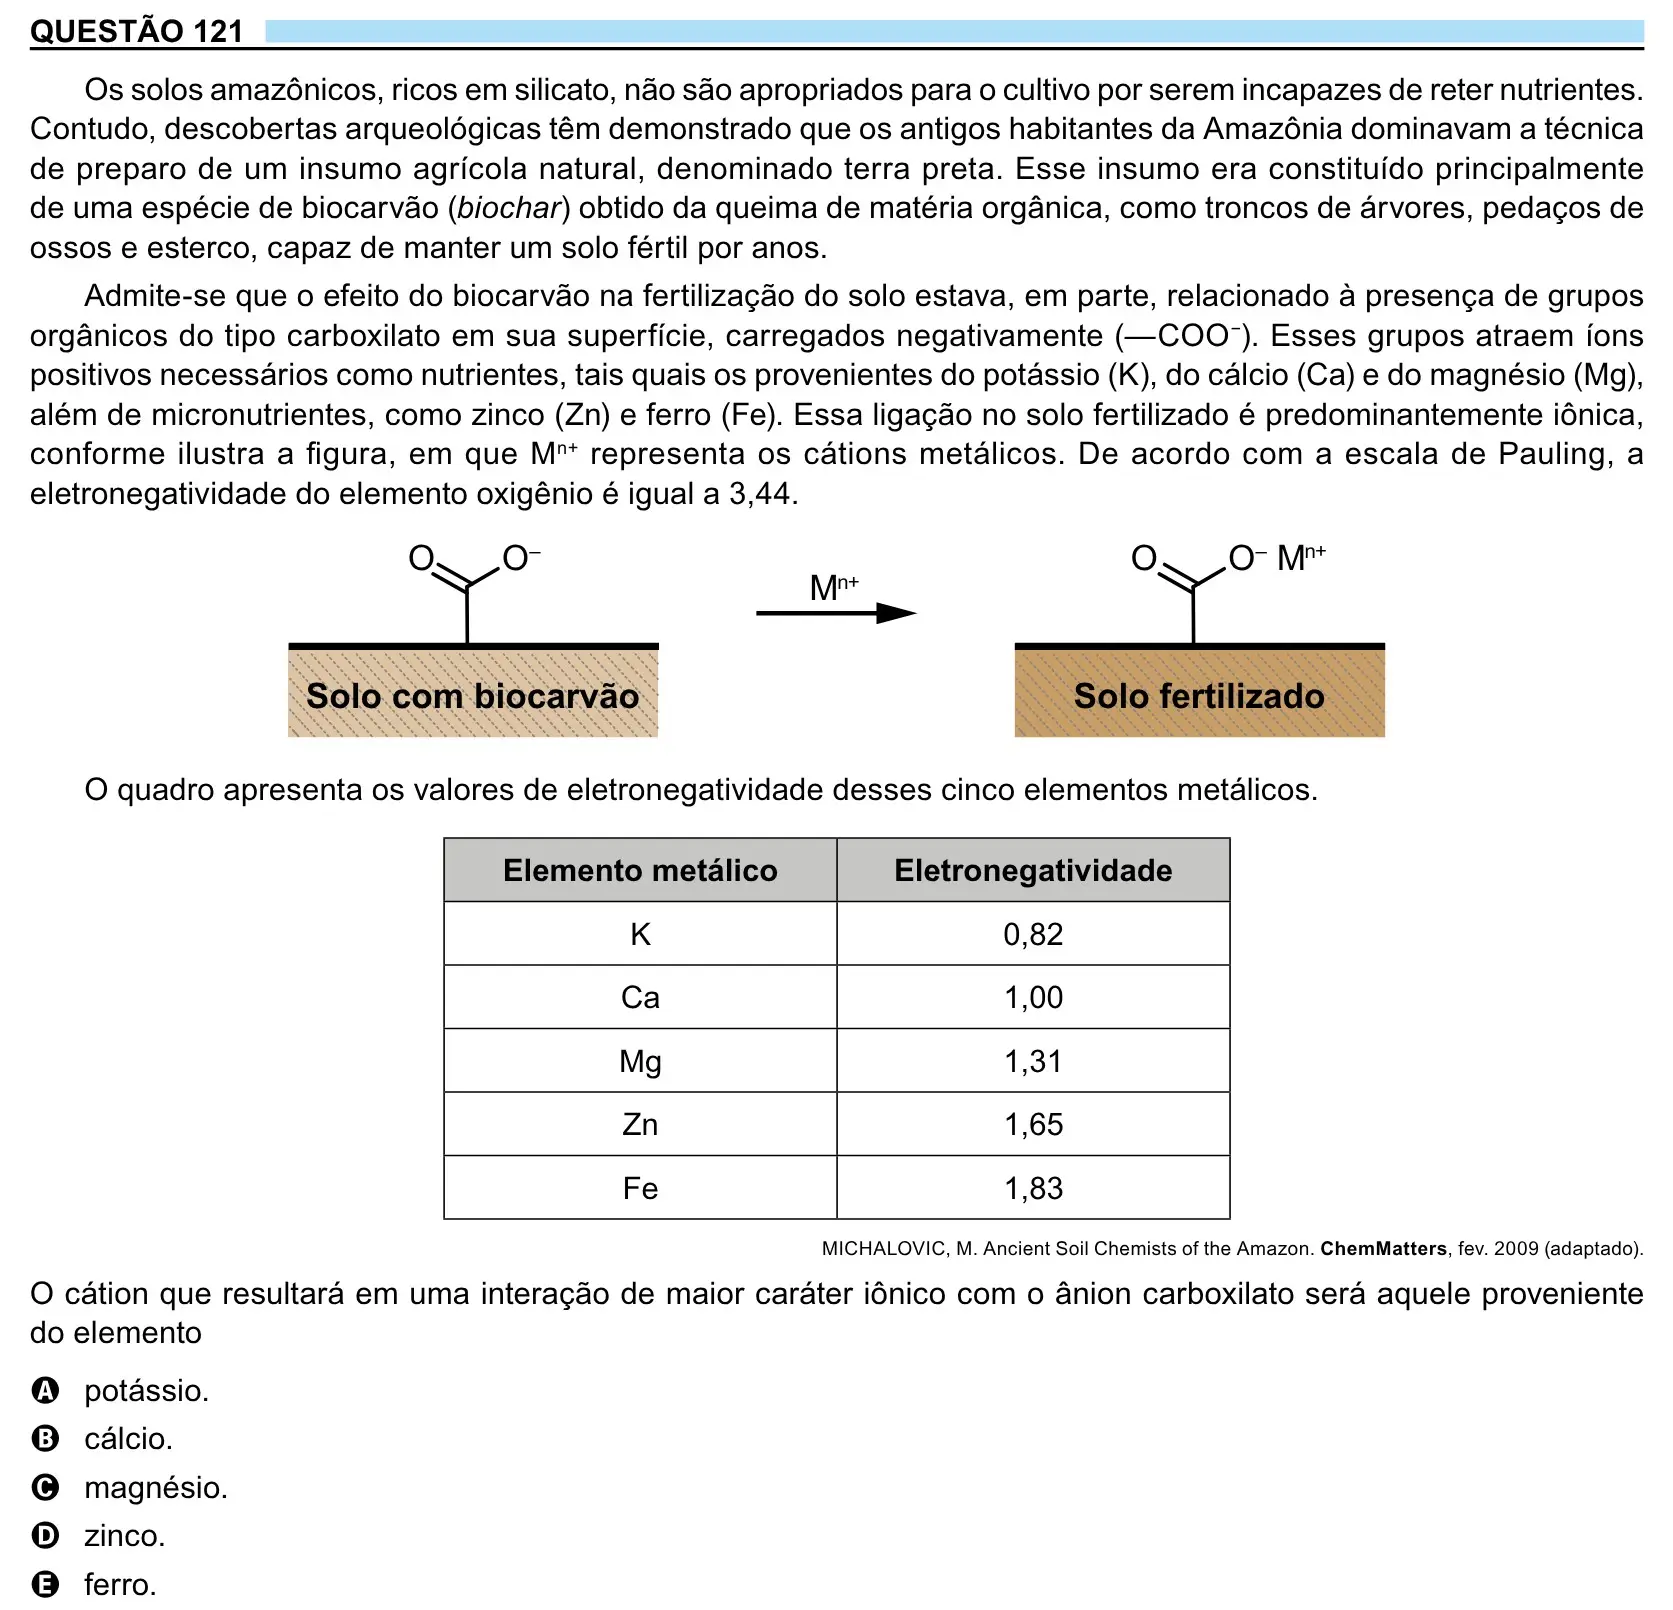 QUESTÃO 121
Os solos amazônicos, ricos em silicato, não são apropriados para o cultivo por serem incapazes de reter nutrientes.
Contudo, descobertas arqueológicas têm demonstrado que os antigos habitantes da Amazônia dominavam a técnica
de preparo de um insumo agrícola natural, denominado terra preta. Esse insumo era constituído principalmente
de uma espécie de biocarvão (biochar) obtido da queima de matéria orgânica, como troncos de árvores, pedaços de
ossos e esterco, capaz de manter um solo fértil por anos.
Admite-se que o efeito do biocarvão na fertilização do solo estava, em parte, relacionado à presença de grupos
orgânicos do tipo carboxilato em sua superfície, carregados negativamente (—COO⁻). Esses grupos atraem íons
positivos necessários como nutrientes, tais quais os provenientes do potássio (K), do cálcio (Ca) e do magnésio (Mg),
além de micronutrientes, como zinco (Zn) e ferro (Fe). Essa ligação no solo fertilizado é predominantemente iônica,
conforme ilustra a figura, em que Mⁿ⁺ representa os cátions metálicos. De acordo com a escala de Pauling, a
eletronegatividade do elemento oxigênio é igual a 3,44.
O O⁻ Mⁿ⁺ O O⁻ Mⁿ⁺
Solo com biocarvão Solo fertilizado
O quadro apresenta os valores de eletronegatividade desses cinco elementos metálicos.
Elemento metálico Eletronegatividade
K 0,82
Ca 1,00
Mg 1,31
Zn 1,65
Fe 1,83
MICHALOVIC, M. Ancient Soil Chemists of the Amazon. ChemMatters, fev. 2009 (adaptado).
O cátion que resultará em uma interação de maior caráter iônico com o ânion carboxilato será aquele proveniente
do elemento
A potássio.
B cálcio.
C magnésio.
D zinco.
E ferro.